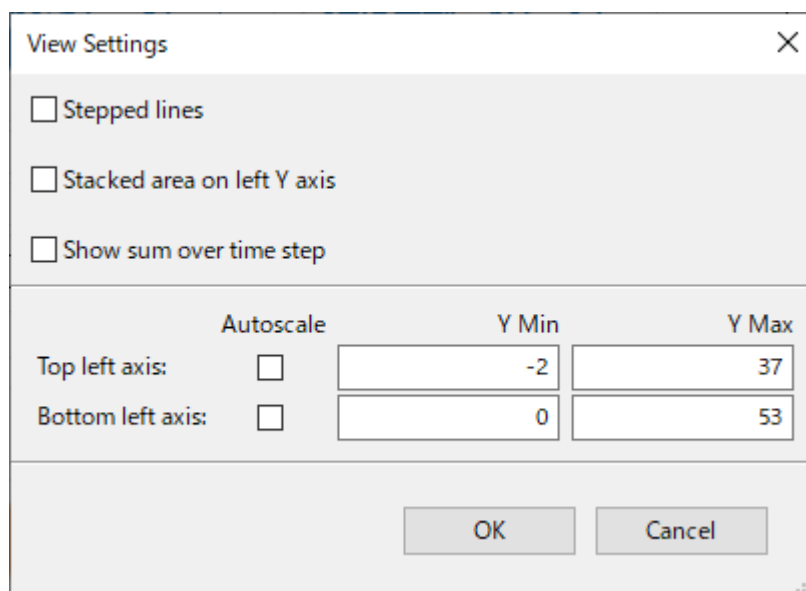 View Settings
Stepped lines
Stacked area on left Y axis
Show sum over time step
Autoscale Y Min Y Max
Top left axis: -2 37
Bottom left axis: 0 53
OK Cancel